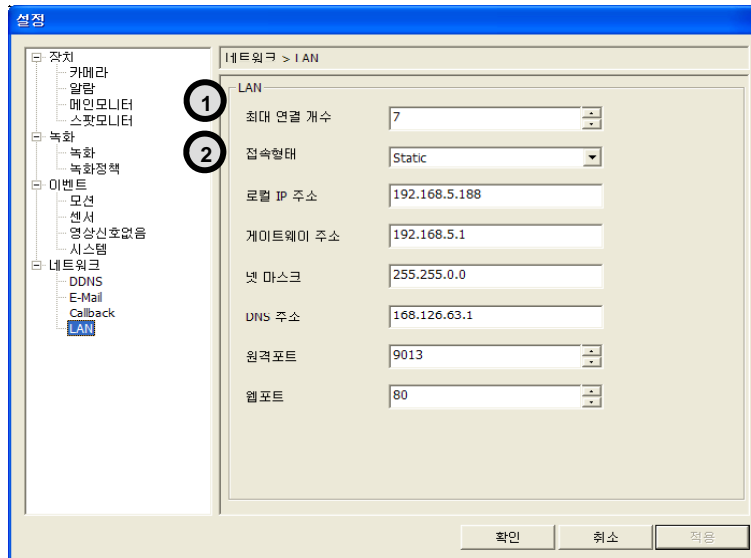 설정
장치
카메라
알람
메인모니터
스팟모니터
녹화
녹화
녹화정책
이벤트
모션
센서
영상신호없음
시스템
네트워크
DDNS
E-Mail
Callback
LAN
네트워크 > LAN
LAN
1
최대 연결 개수 7
2
접속형태 Static
로컬 IP 주소 192.168.5.188
게이트웨이 주소 192.168.5.1
넷 마스크 255.255.0.0
DNS 주소 168.126.63.1
원격포트 9013
웹포트 80
확인 취소 적용